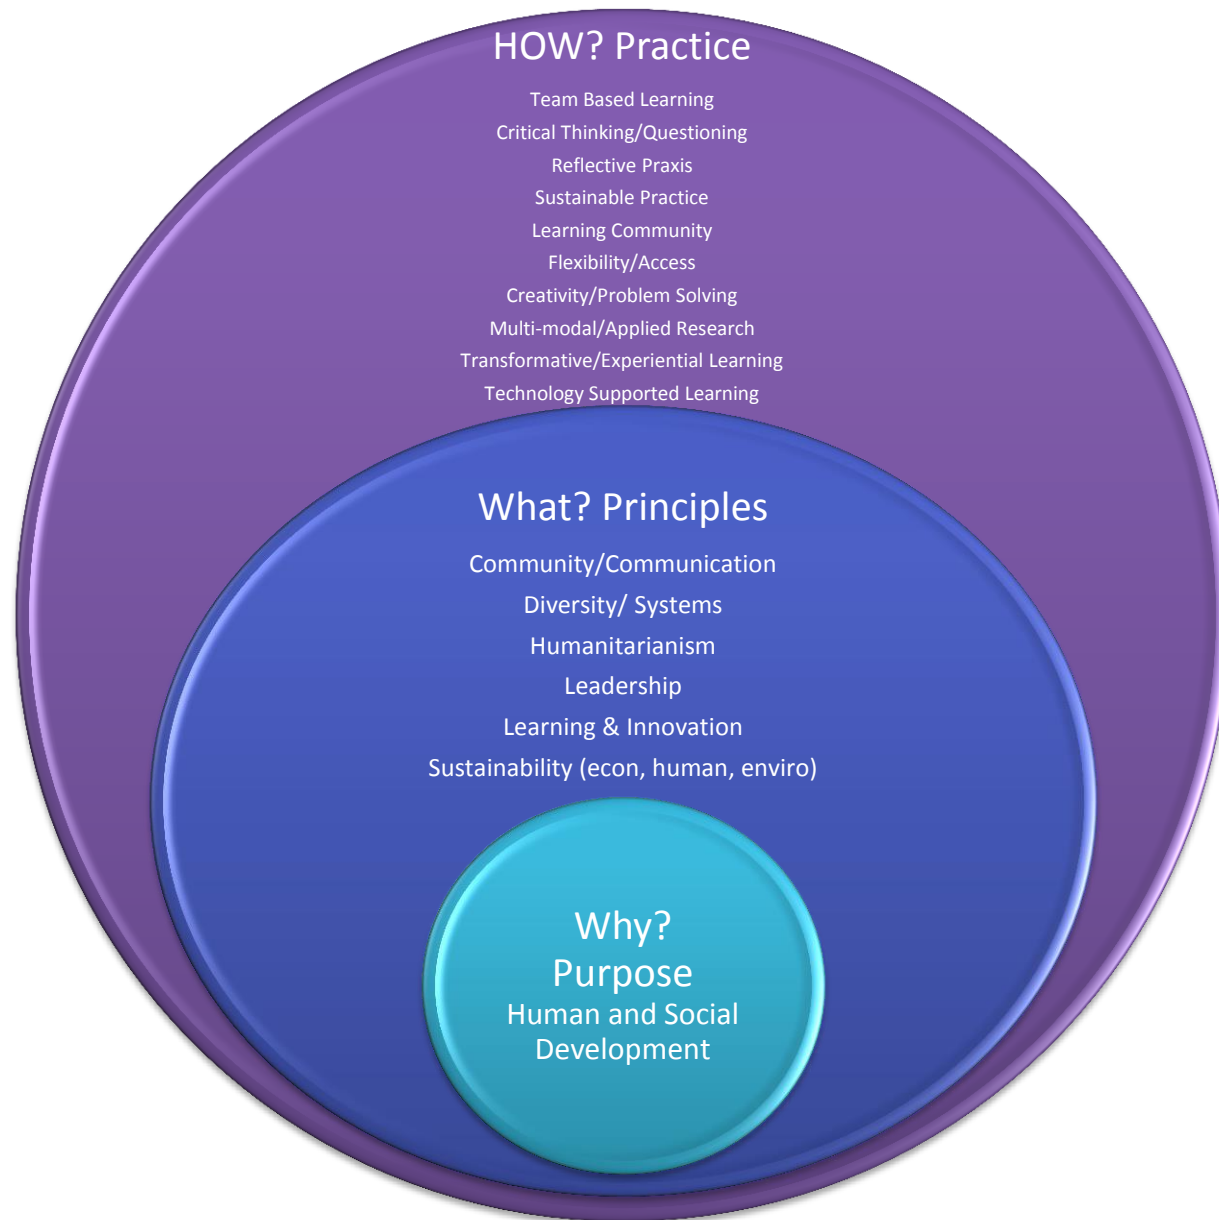 HOW? Practice
Team Based Learning
Critical Thinking/Questioning
Reflective Praxis
Sustainable Practice
Learning Community
Flexibility/Access
Creativity/Problem Solving
Multi-modal/Applied Research
Transformative/Experiential Learning
Technology Supported Learning
What? Principles
Community/Communication
Diversity/ Systems
Humanitarianism
Leadership
Learning & Innovation
Sustainability (econ, human, enviro)
Why?
Purpose
Human and Social
Development